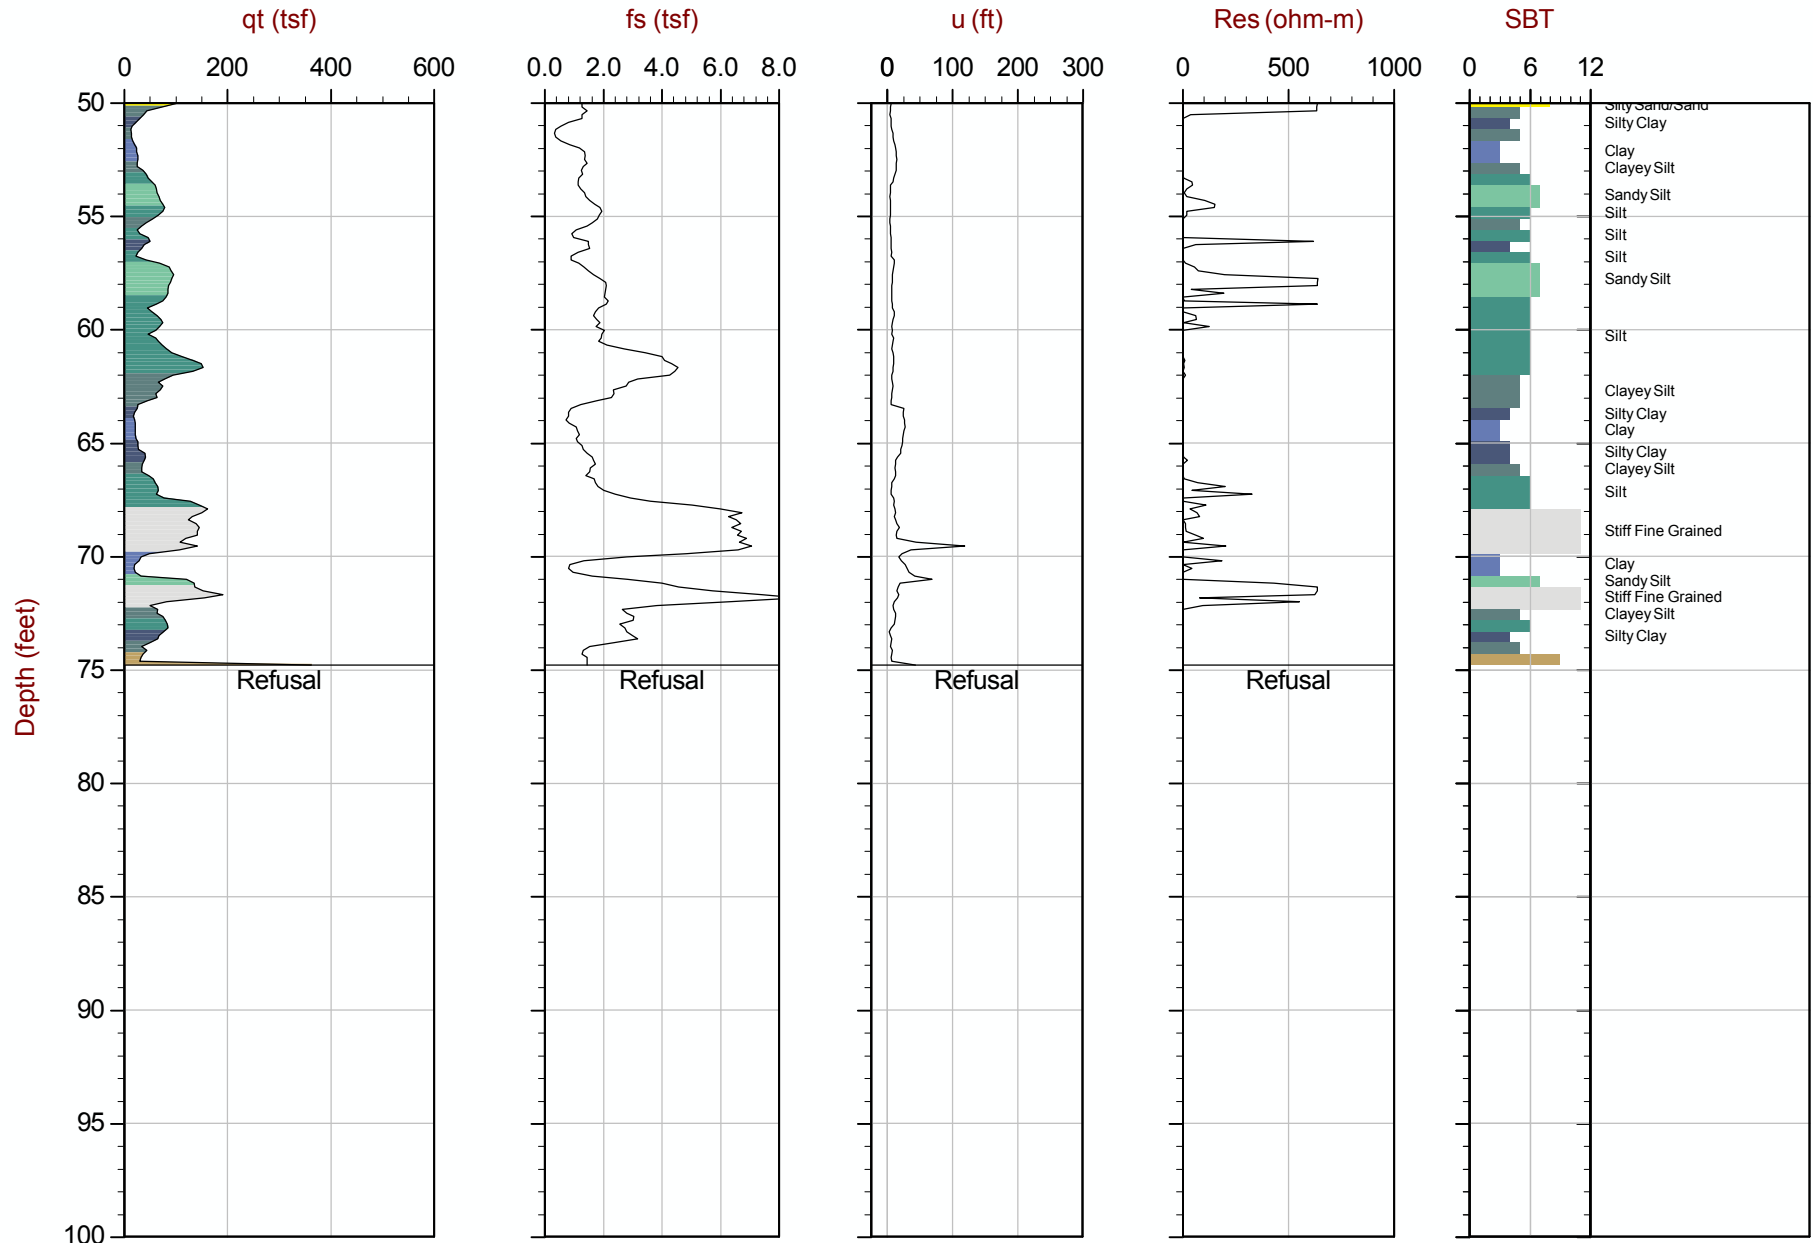 qt (tsf) fs (tsf) u (ft) Res (ohm-m) SBT
0 200 400 600 0.0 2.0 4.0 6.0 8.0 0 100 200 300 0 500 1000 0 6 12
50
Silty Sand/Sand
Silty Clay
Clay
Clayey Silt
Sandy Silt
55
Silt
Silt
Silt
Sandy Silt
60
Silt
Clayey Silt
Silty Clay
Clay
65
Silty Clay
Clayey Silt
Silt
Stiff Fine Grained
70
Clay
Sandy Silt
Stiff Fine Grained
Clayey Silt
Silty Clay
75
Refusal Refusal Refusal Refusal
Depth (feet)
80
85
90
95
100